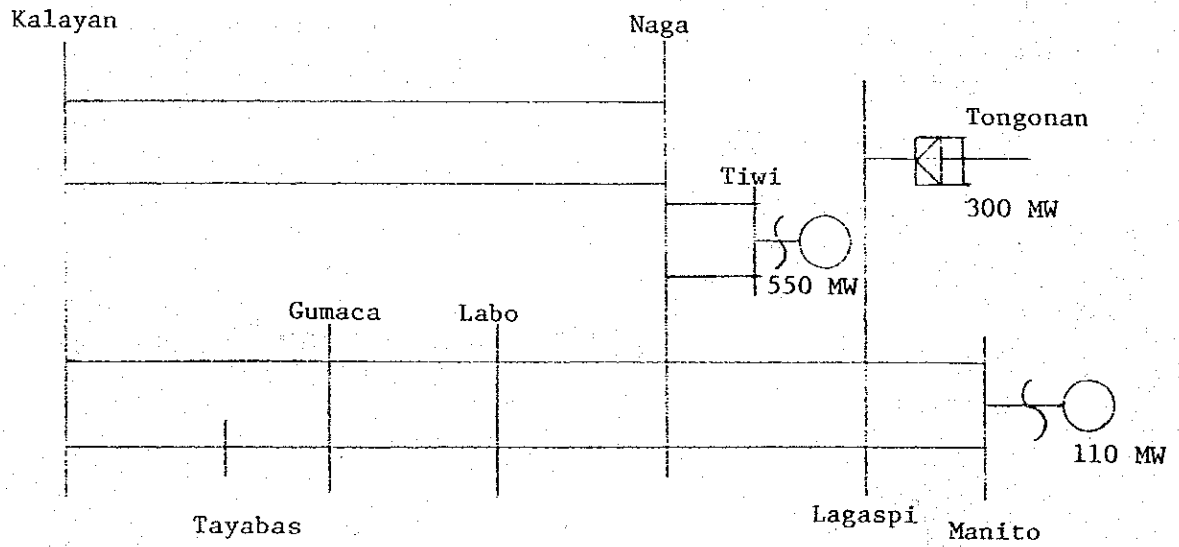 Kalayan
Naga
Tongonan
Tiwi
300 MW
550 MW
Gumaca
Labo
110 MW
Tayabas
Lagaspi
Manito